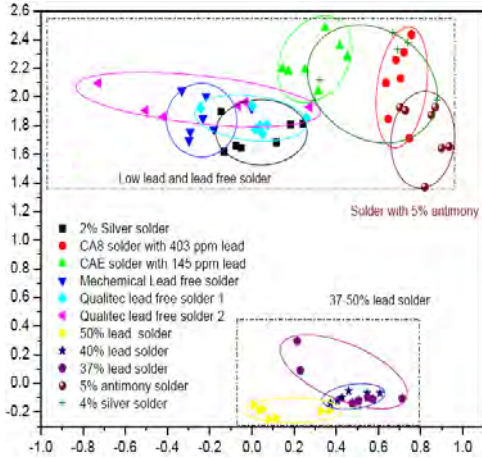 2.6
2.4
2.2
2.0
1.8
1.6
1.4
1.2
1.0
0.8
0.6
0.4
0.2
0.0
-0.2
Low lead and lead free solder
Solder with 5% antimony
2% Silver solder
CA8 solder with 403 ppm lead
CAE solder with 145 ppm lead
Mechemical Lead free solder
Qualitec lead free solder 1
Qualitec lead free solder 2
50% lead solder
40% lead solder
37% lead solder
5% antimony solder
4% silver solder
37-50% lead solder
-1.0 -0.8 -0.6 -0.4 -0.2 0.0 0.2 0.4 0.6 0.8 1.0